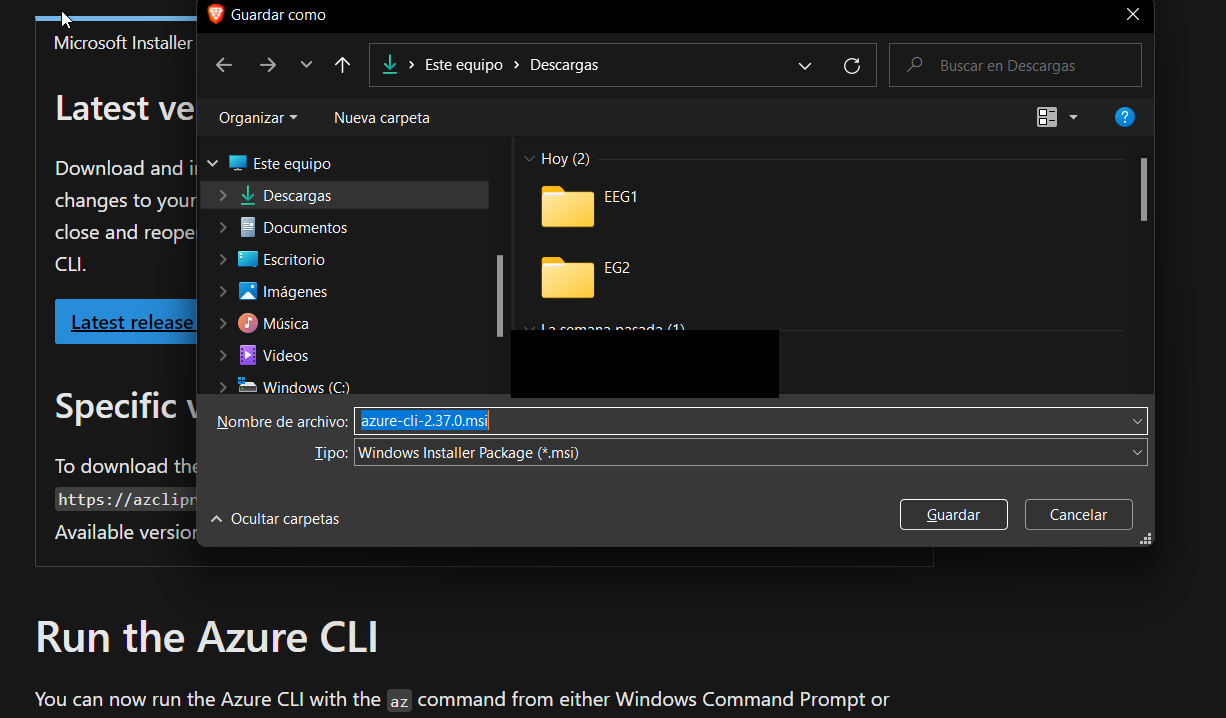 Guardar como
Microsoft Installer
Este equipo
Descargas
Buscar en Descargas
Organizar
Nueva carpeta
Este equipo
Descargas
Documentos
Escritorio
Imágenes
Música
Videos
Windows (C:)
Hoy (2)
EEG1
EG2
La semana pasada (1)
Nombre de archivo: azure-cli-2.37.0.msi
Tipo: Windows Installer Package (*.msi)
Ocultar carpetas
Guardar
Cancelar
Latest ve
Download and in
changes to your
close and reope
CLI.
Latest release
Specific v
To download the
https://azclipr
Available version
Run the Azure CLI
You can now run the Azure CLI with the az command from either Windows Command Prompt or